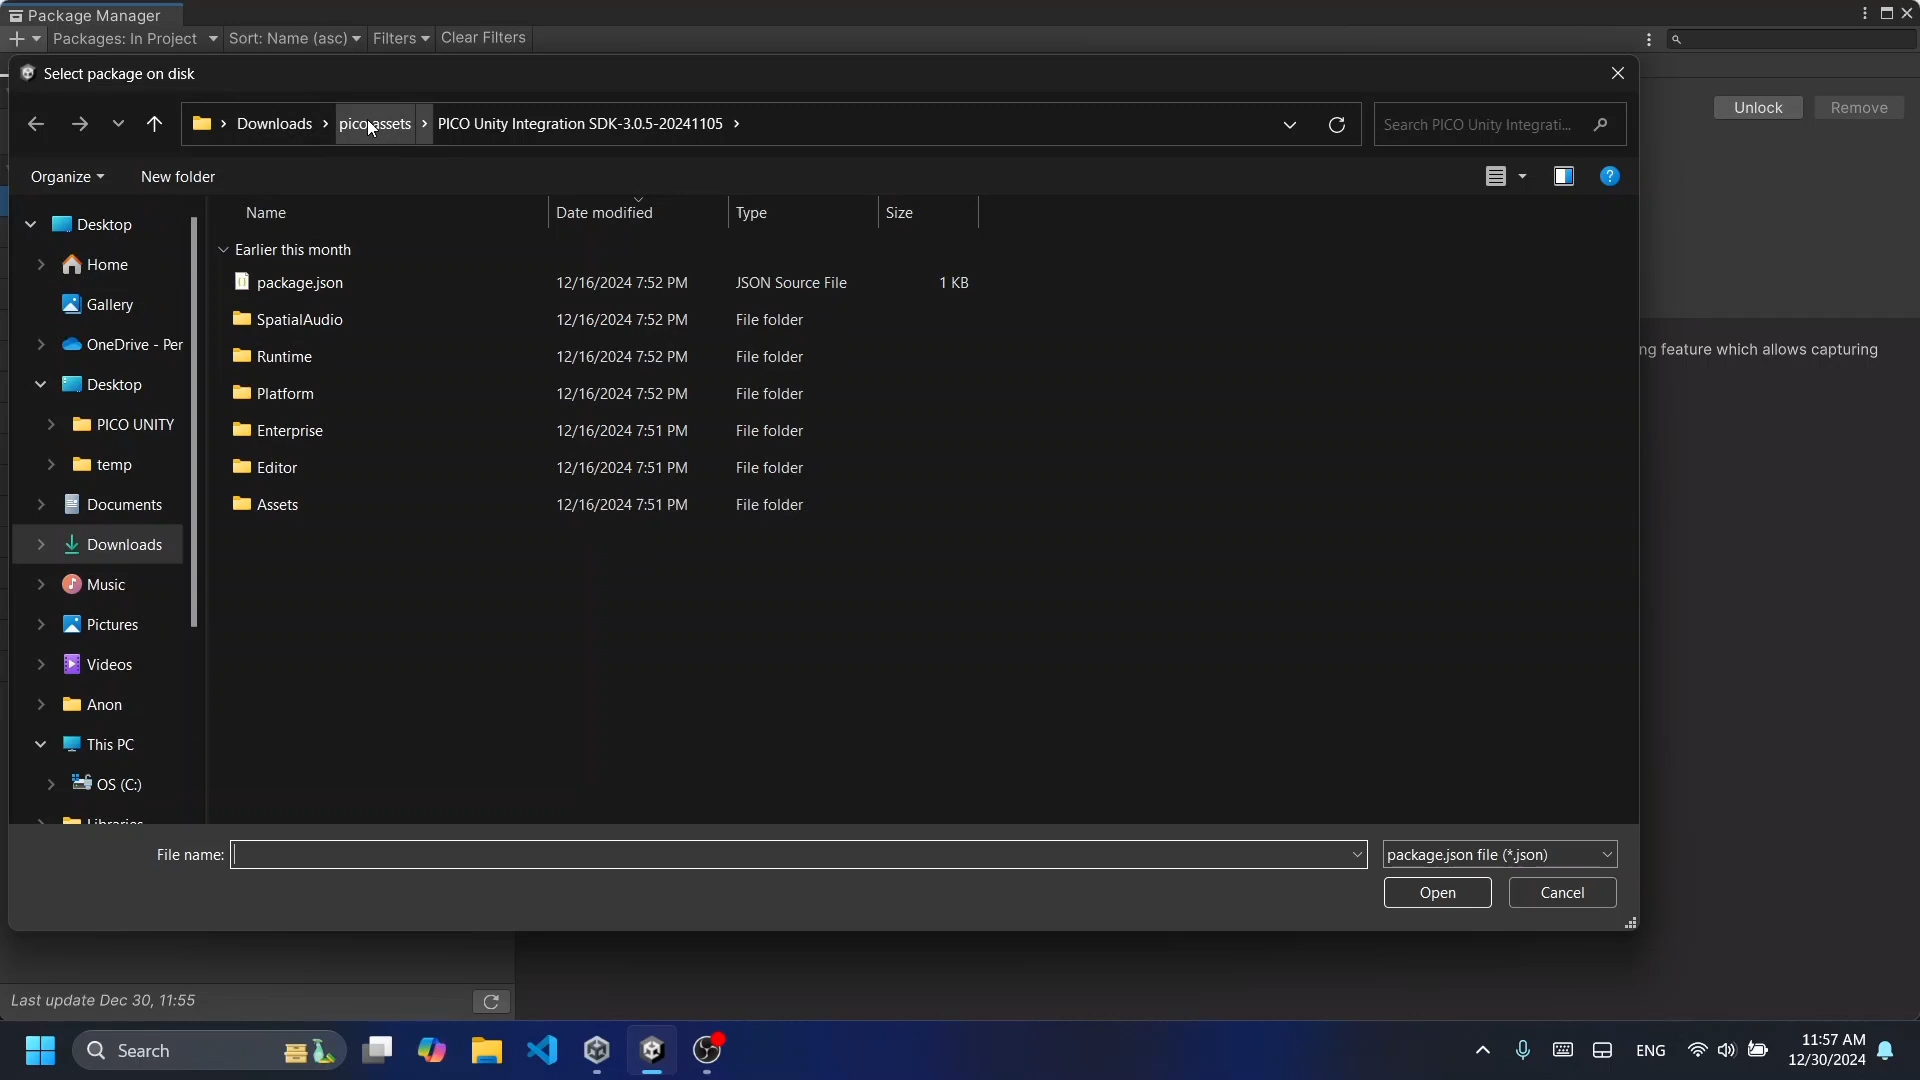 Package Manager
Packages: In Project Sort: Name (asc) Filters Clear Filters
Select package on disk
Downloads › pico assets › PICO Unity Integration SDK-3.0.5-20241105 ›
Search PICO Unity Integrati...
Unlock Remove
Organize New folder
Name Date modified Type Size
Desktop
Home
Gallery
OneDrive - Per
Desktop
PICO UNITY
temp
Documents
Downloads
Music
Pictures
Videos
Anon
This PC
OS (C:)
Libraries
Earlier this month
package.json 12/16/2024 7:52 PM JSON Source File 1 KB
SpatialAudio 12/16/2024 7:52 PM File folder
Runtime 12/16/2024 7:52 PM File folder
Platform 12/16/2024 7:52 PM File folder
Enterprise 12/16/2024 7:51 PM File folder
Editor 12/16/2024 7:51 PM File folder
Assets 12/16/2024 7:51 PM File folder
ng feature which allows capturing
File name: package.json file (*.json)
Open Cancel
Last update Dec 30, 11:55
Search
ENG
11:57 AM
12/30/2024